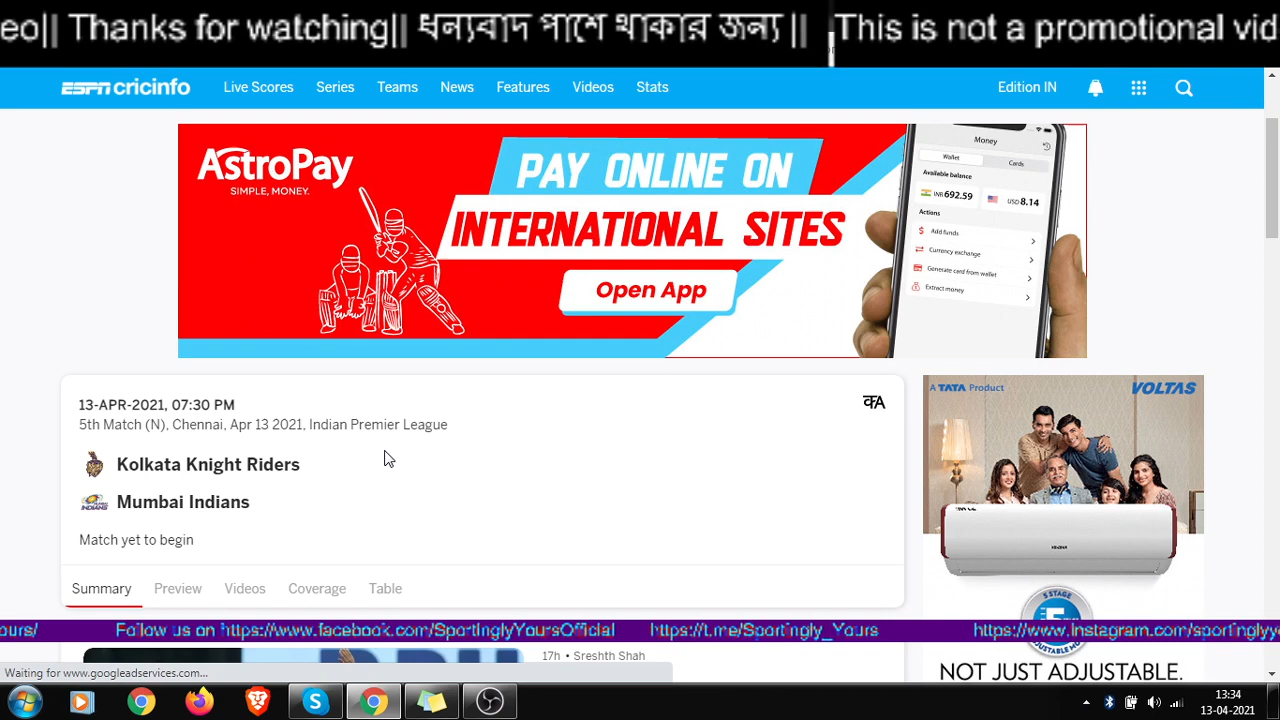 eo|| Thanks for watching|| ধন্যবাদ পাশে থাকার জন্য || This is not a promotional vid
ESPN cricinfo Live Scores Series Teams News Features Videos Stats Edition IN
AstroPay
SIMPLE, MONEY.
PAY ONLINE ON
INTERNATIONAL SITES
Open App
Money
Wallet Cards
Available balance
INR 692.59 USD 8.14
Actions
Add funds
Currency exchange
Generate card from wallet
Extract money
13-APR-2021, 07:30 PM
5th Match (N), Chennai, Apr 13 2021, Indian Premier League
Kolkata Knight Riders
Mumbai Indians
Match yet to begin
Summary Preview Videos Coverage Table
A TATA Product VOLTAS
5 STAGE
NOT JUST ADJUSTABLE.
ours/ Follow us on https://www.facebook.com/SportInglyYoursOfficial https://t.me/Sportingly_Yours https://www.instagram.com/sportinglyy
17h • Sreshth Shah
Waiting for www.googleadservices.com...
13:34
13-04-2021